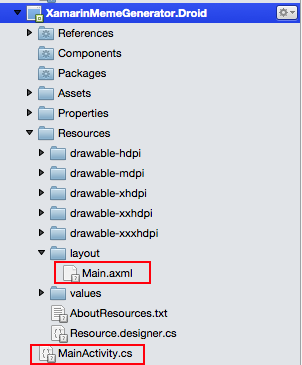 XamarinMemeGenerator.Droid
References
Components
Packages
Assets
Properties
Resources
drawable-hdpi
drawable-mdpi
drawable-xhdpi
drawable-xxhdpi
drawable-xxxhdpi
layout
Main.axml
values
AboutResources.txt
Resource.designer.cs
MainActivity.cs